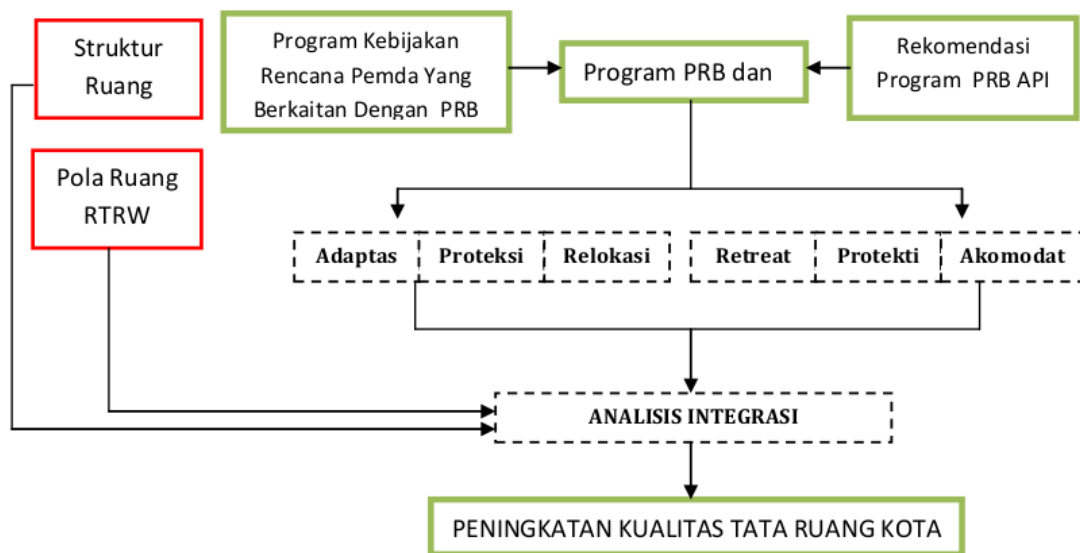 Struktur
Ruang
Program Kebijakan
Rencana Pemda Yang
Berkaitan Dengan PRB
Program PRB dan
Rekomendasi
Program PRB API
Pola Ruang
RTRW
Adaptas
Proteksi
Relokasi
Retreat
Protekti
Akomodat
ANALISIS INTEGRASI
PENINGKATAN KUALITAS TATA RUANG KOTA